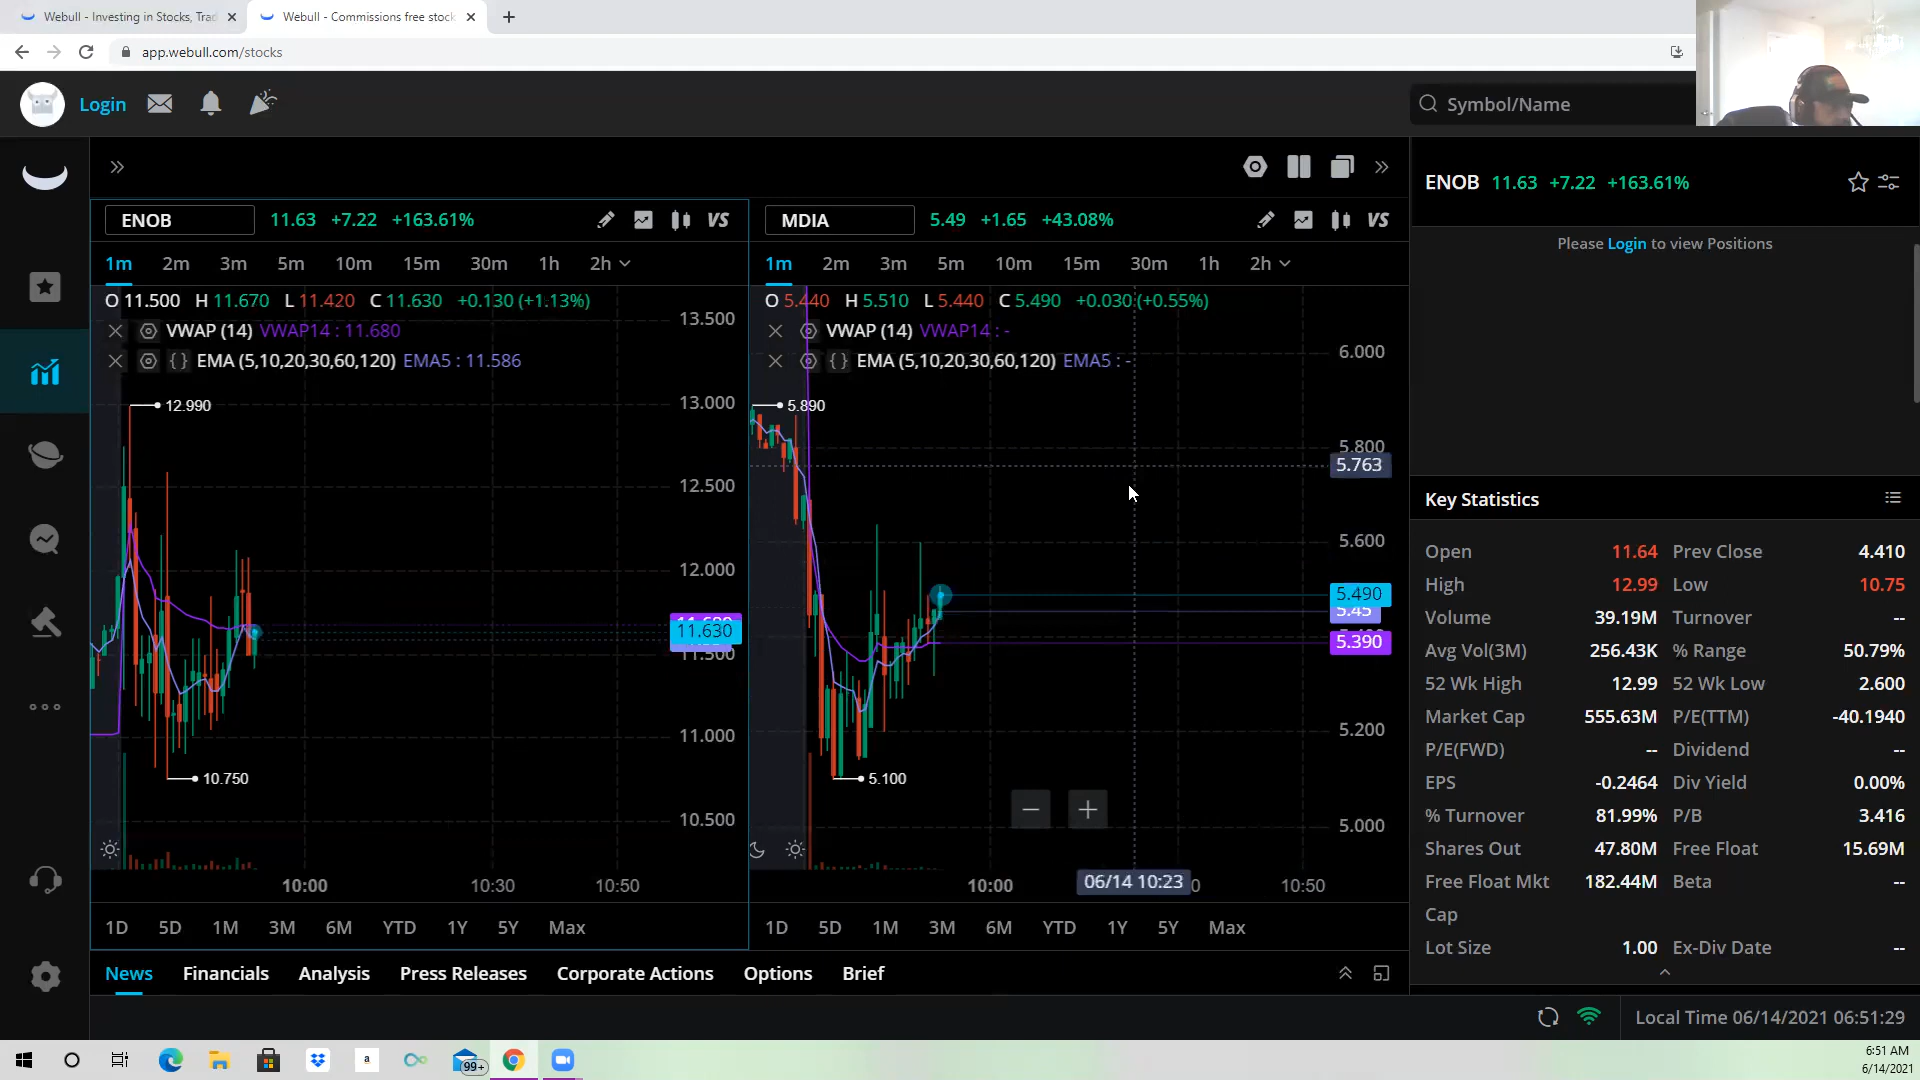 Webull - Investing in Stocks, Trad
Webull - Commissions free stock
app.webull.com/stocks
Login
Symbol/Name
ENOB 11.63 +7.22 +163.61%
VS
MDIA 5.49 +1.65 +43.08%
VS
ENOB 11.63 +7.22 +163.61%
Please Login to view Positions
1m 2m 3m 5m 10m 15m 30m 1h 2h
1m 2m 3m 5m 10m 15m 30m 1h 2h
O 11.500 H 11.670 L 11.420 C 11.630 +0.130 (+1.13%)
VWAP (14) VWAP14 : 11.680
EMA (5,10,20,30,60,120) EMA5 : 11.586
13.500
13.000
12.500
12.000
11.630
11.500
11.000
10.500
12.990
10.750
10:00 10:30 10:50
O 5.440 H 5.510 L 5.440 C 5.490 +0.030 (+0.55%)
VWAP (14) VWAP14 : -
EMA (5,10,20,30,60,120) EMA5 : -
6.000
5.800
5.763
5.600
5.490
5.45
5.390
5.200
5.000
5.890
5.100
10:00 06/14 10:23 0 10:50
1D 5D 1M 3M 6M YTD 1Y 5Y Max
1D 5D 1M 3M 6M YTD 1Y 5Y Max
News Financials Analysis Press Releases Corporate Actions Options Brief
Key Statistics
Open 11.64 Prev Close 4.410
High 12.99 Low 10.75
Volume 39.19M Turnover --
Avg Vol(3M) 256.43K % Range 50.79%
52 Wk High 12.99 52 Wk Low 2.600
Market Cap 555.63M P/E(TTM) -40.1940
P/E(FWD) -- Dividend --
EPS -0.2464 Div Yield 0.00%
% Turnover 81.99% P/B 3.416
Shares Out 47.80M Free Float 15.69M
Free Float Mkt 182.44M Beta --
Cap
Lot Size 1.00 Ex-Div Date --
Local Time 06/14/2021 06:51:29
a
99+
6:51 AM
6/14/2021